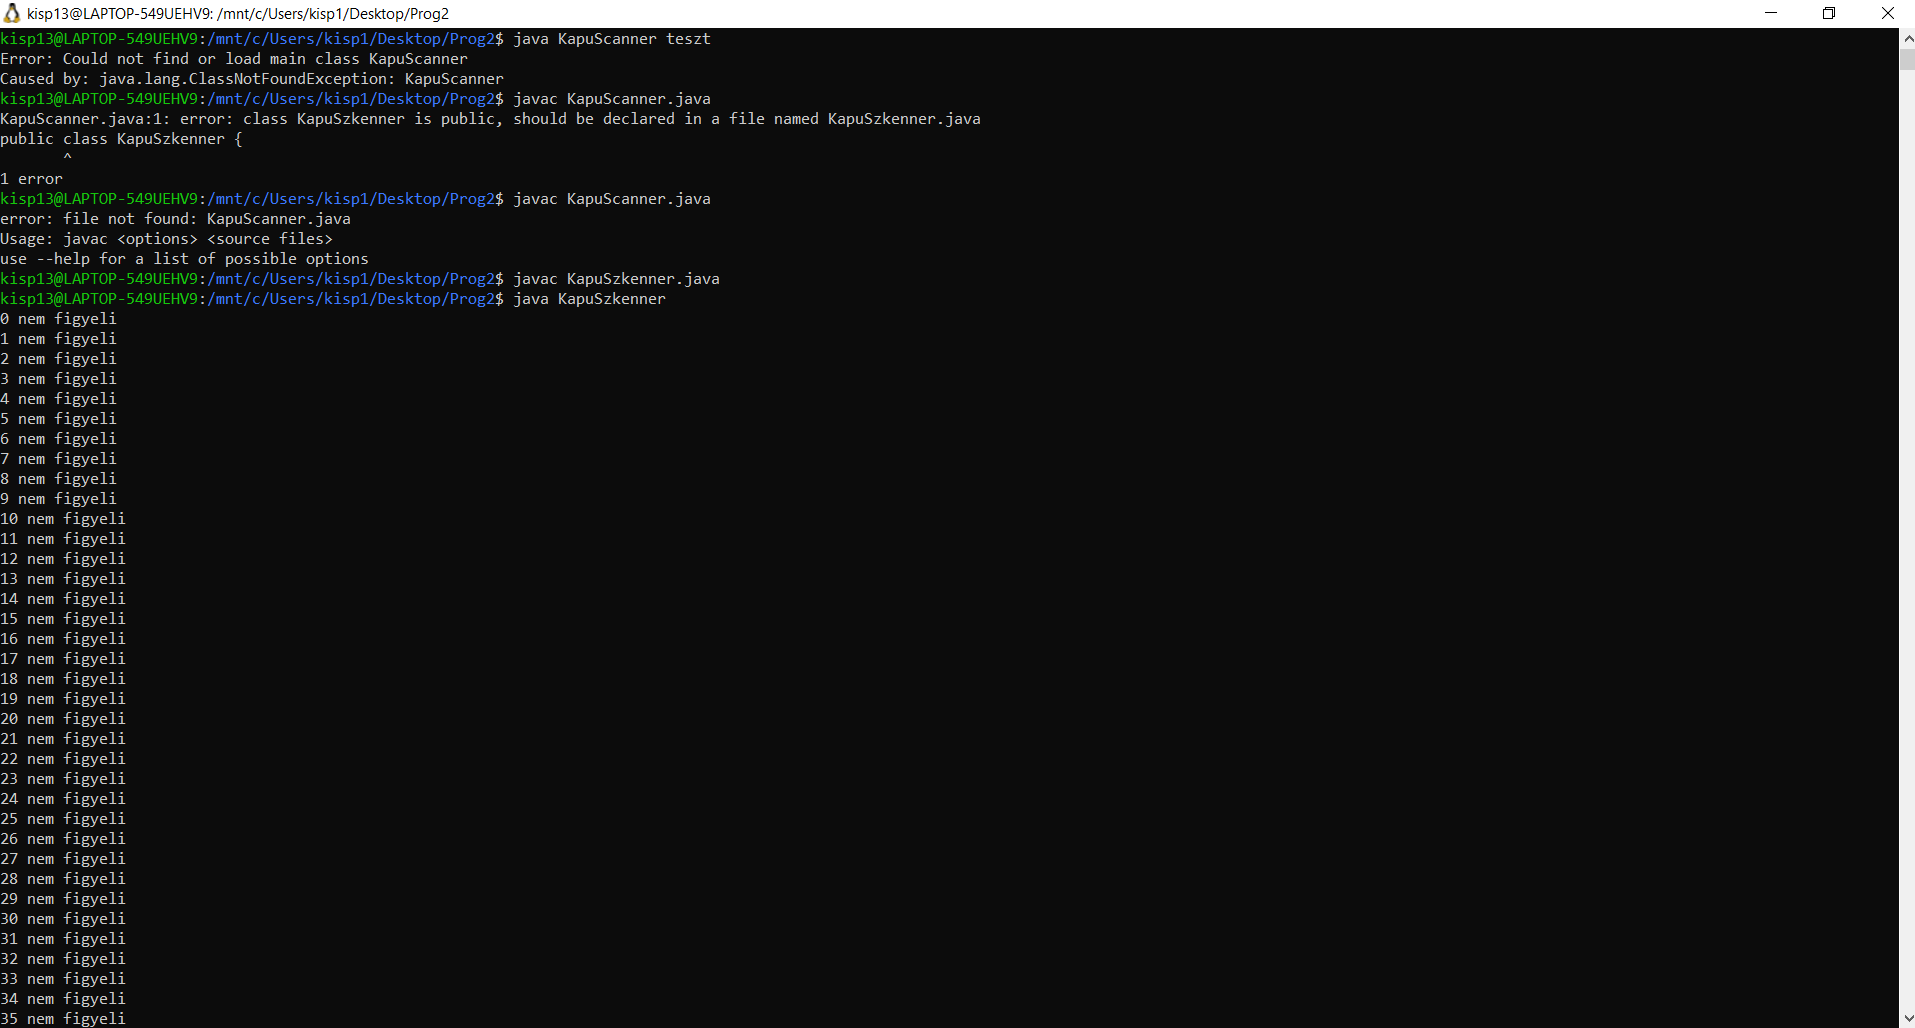 kisp13@LAPTOP-549UEHV9: /mnt/c/Users/kisp1/Desktop/Prog2
kisp13@LAPTOP-549UEHV9:/mnt/c/Users/kisp1/Desktop/Prog2$ java KapuScanner teszt
Error: Could not find or load main class KapuScanner
Caused by: java.lang.ClassNotFoundException: KapuScanner
kisp13@LAPTOP-549UEHV9:/mnt/c/Users/kisp1/Desktop/Prog2$ javac KapuScanner.java
KapuScanner.java:1: error: class KapuSzkenner is public, should be declared in a file named KapuSzkenner.java
public class KapuSzkenner {
       ^
1 error
kisp13@LAPTOP-549UEHV9:/mnt/c/Users/kisp1/Desktop/Prog2$ javac KapuScanner.java
error: file not found: KapuScanner.java
Usage: javac <options> <source files>
use --help for a list of possible options
kisp13@LAPTOP-549UEHV9:/mnt/c/Users/kisp1/Desktop/Prog2$ javac KapuSzkenner.java
kisp13@LAPTOP-549UEHV9:/mnt/c/Users/kisp1/Desktop/Prog2$ java KapuSzkenner
0 nem figyeli
1 nem figyeli
2 nem figyeli
3 nem figyeli
4 nem figyeli
5 nem figyeli
6 nem figyeli
7 nem figyeli
8 nem figyeli
9 nem figyeli
10 nem figyeli
11 nem figyeli
12 nem figyeli
13 nem figyeli
14 nem figyeli
15 nem figyeli
16 nem figyeli
17 nem figyeli
18 nem figyeli
19 nem figyeli
20 nem figyeli
21 nem figyeli
22 nem figyeli
23 nem figyeli
24 nem figyeli
25 nem figyeli
26 nem figyeli
27 nem figyeli
28 nem figyeli
29 nem figyeli
30 nem figyeli
31 nem figyeli
32 nem figyeli
33 nem figyeli
34 nem figyeli
35 nem figyeli